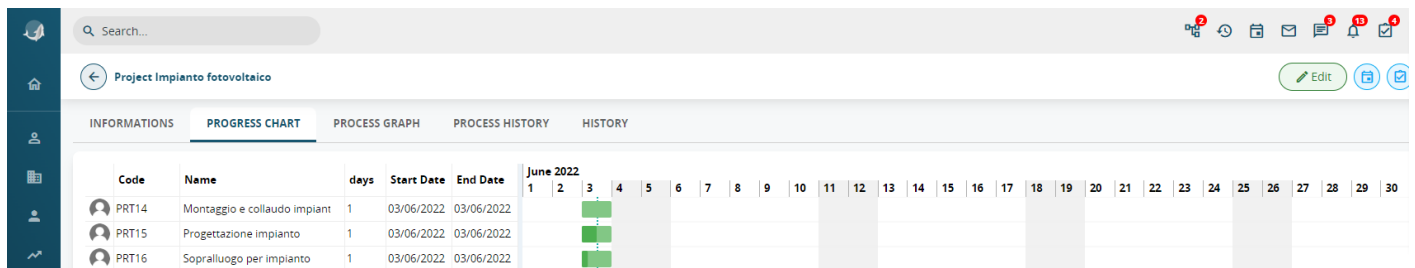 Search...
2
3
13
4
Project Impianto fotovoltaico
Edit
INFORMATIONS PROGRESS CHART PROCESS GRAPH PROCESS HISTORY HISTORY
June 2022
Code Name days Start Date End Date
1 2 3 4 5 6 7 8 9 10 11 12 13 14 15 16 17 18 19 20 21 22 23 24 25 26 27 28 29 30
PRT14 Montaggio e collaudo impiant 1 03/06/2022 03/06/2022
PRT15 Progettazione impianto 1 03/06/2022 03/06/2022
PRT16 Sopralluogo per impianto 1 03/06/2022 03/06/2022